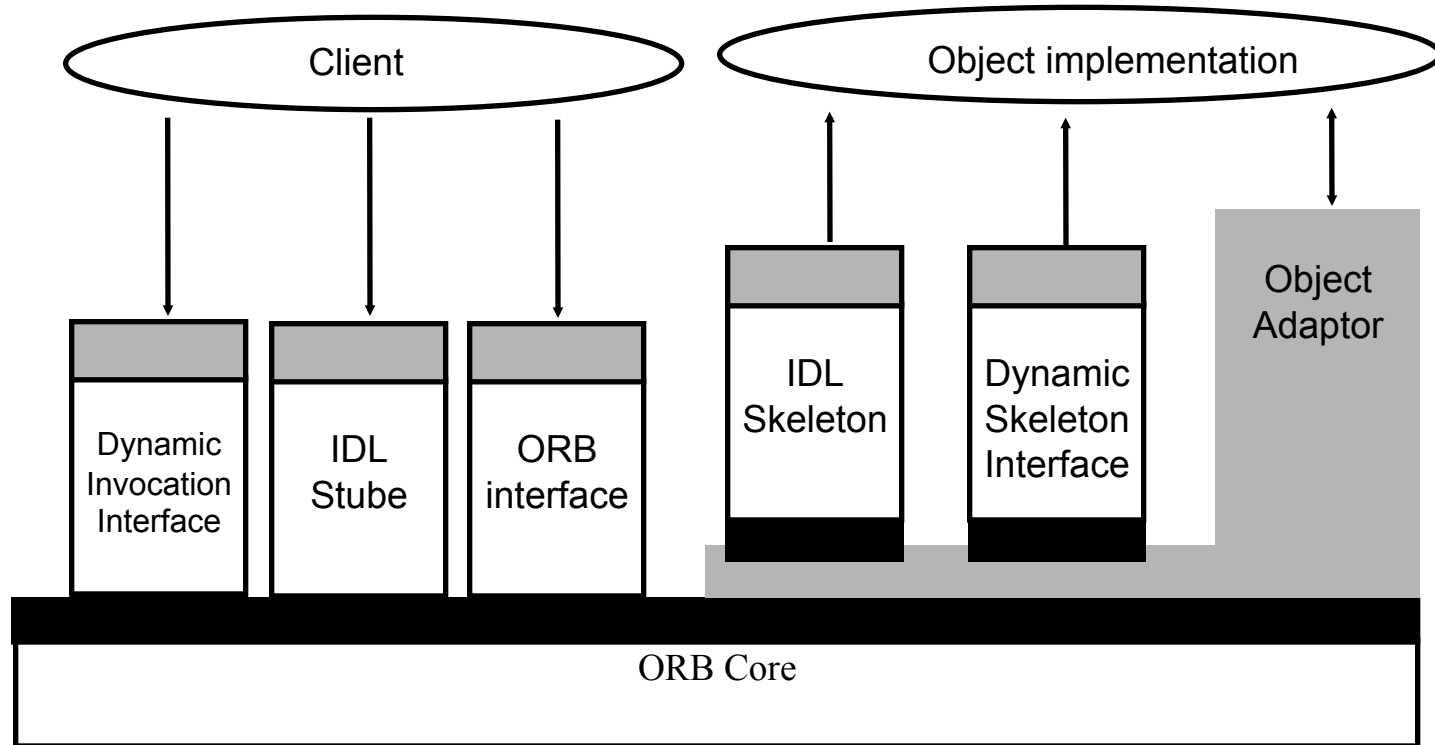 Client
Object implementation
Dynamic
Invocation
Interface
IDL
Stube
ORB
interface
IDL
Skeleton
Dynamic
Skeleton
Interface
Object
Adaptor
ORB Core